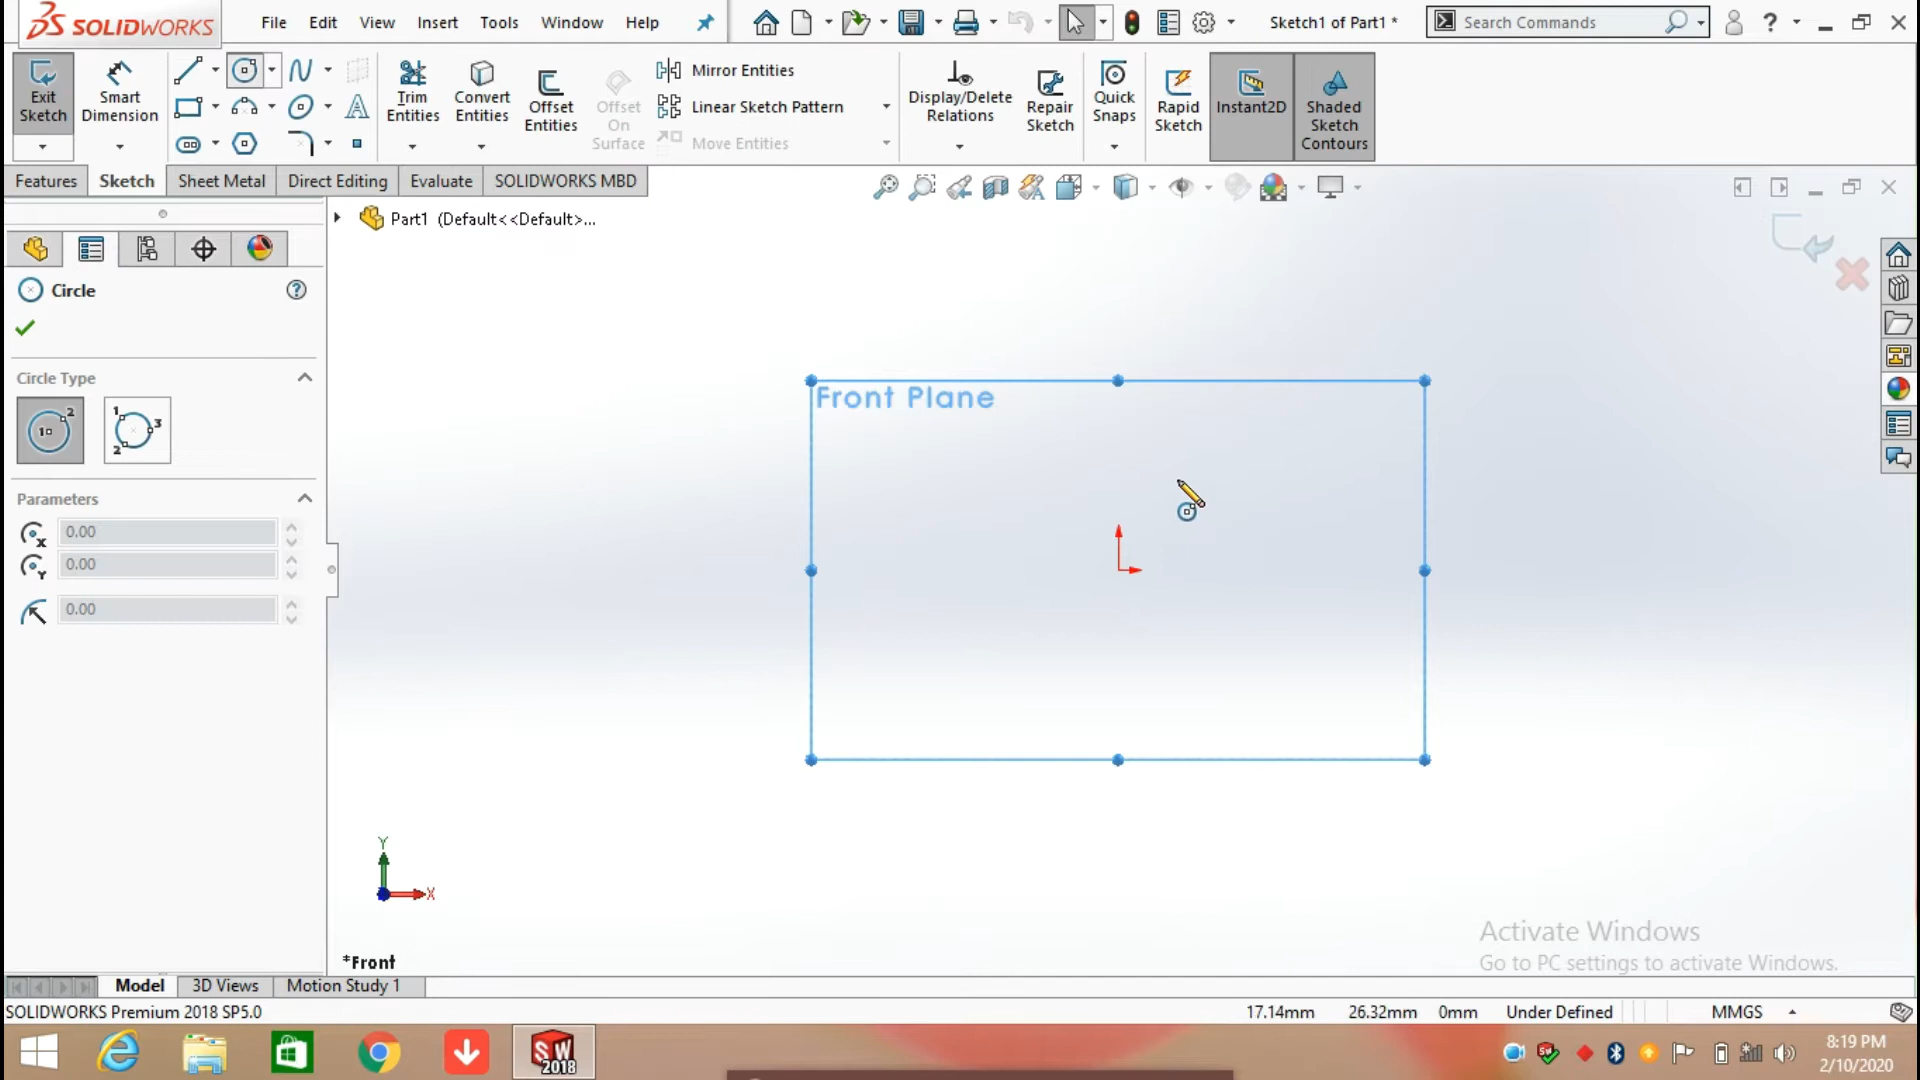 SOLIDWORKS File Edit View Insert Tools Window Help Sketch1 of Part1 * Search Commands ?
Exit Sketch
Smart Dimension
Trim Entities
Convert Entities
Offset Entities
Offset On Surface
Mirror Entities
Linear Sketch Pattern
Move Entities
Display/Delete Relations
Repair Sketch
Quick Snaps
Rapid Sketch
Instant2D
Shaded Sketch Contours
Features Sketch Sheet Metal Direct Editing Evaluate SOLIDWORKS MBD
Part1 (Default<<Default>...
Circle
Circle Type
Parameters
0.00
0.00
0.00
Front Plane
Y
X
*Front
Activate Windows
Go to PC settings to activate Windows.
Model 3D Views Motion Study 1
SOLIDWORKS Premium 2018 SP5.0 17.14mm 26.32mm 0mm Under Defined MMGS
SW 2018
8:19 PM
2/10/2020